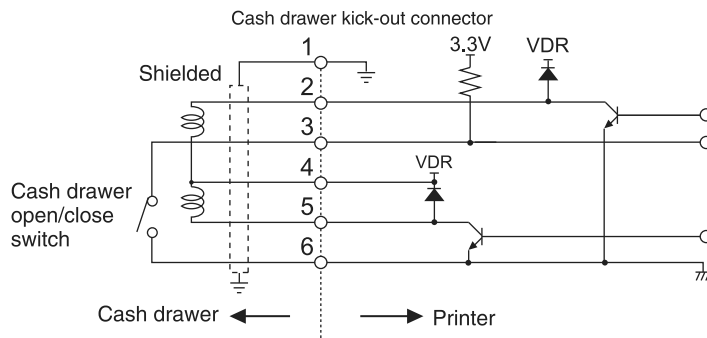 Cash drawer kick-out connector
1
3.3V
VDR
Shielded
2
3
4
VDR
Cash drawer
open/close
switch
5
6
Cash drawer
Printer